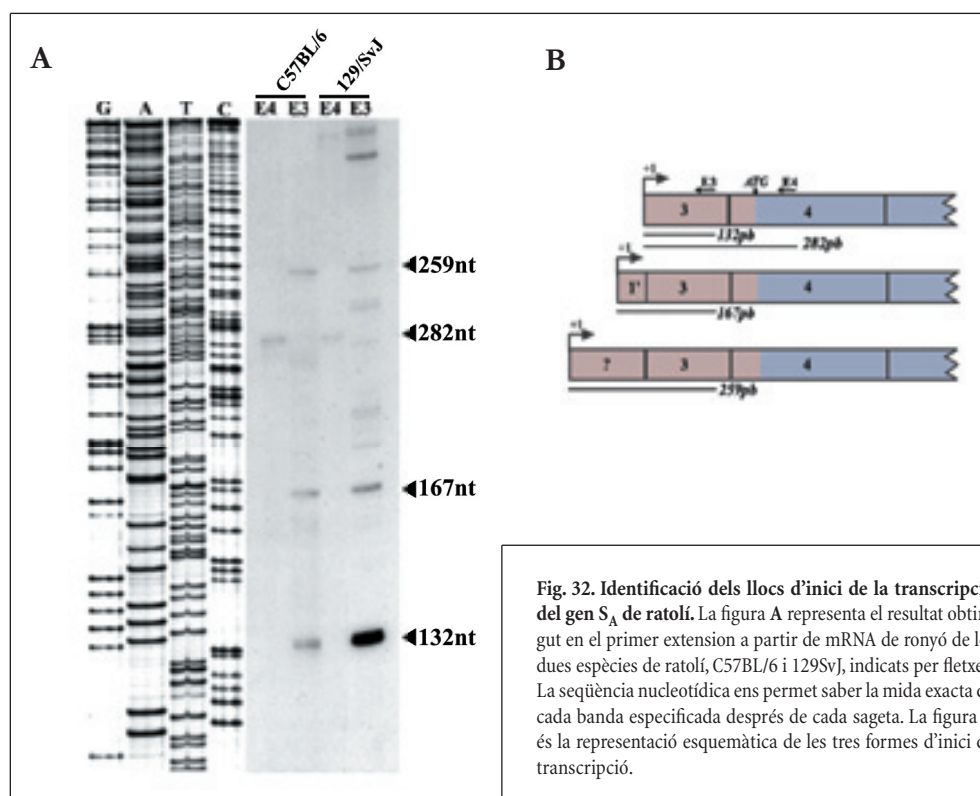 A
C57BL/6
129/SvJ
G A T C E4 E3 E4 E3
259nt
282nt
167nt
132nt
B
+1 E3 ATG E4
3 4
132pb
282pb
+1
1' 3 4
167pb
+1
? 3 4
259pb
Fig. 32. Identificació dels llocs d'inici de la transcripci
del gen SA de ratolí. La figura A representa el resultat obtin
gut en el primer extension a partir de mRNA de ronyó de le
dues espècies de ratolí, C57BL/6 i 129SvJ, indicats per fletxe
La seqüència nucleotídica ens permet saber la mida exacta d
cada banda especificada després de cada sageta. La figura
és la representació esquemàtica de les tres formes d'inici d
transcripció.